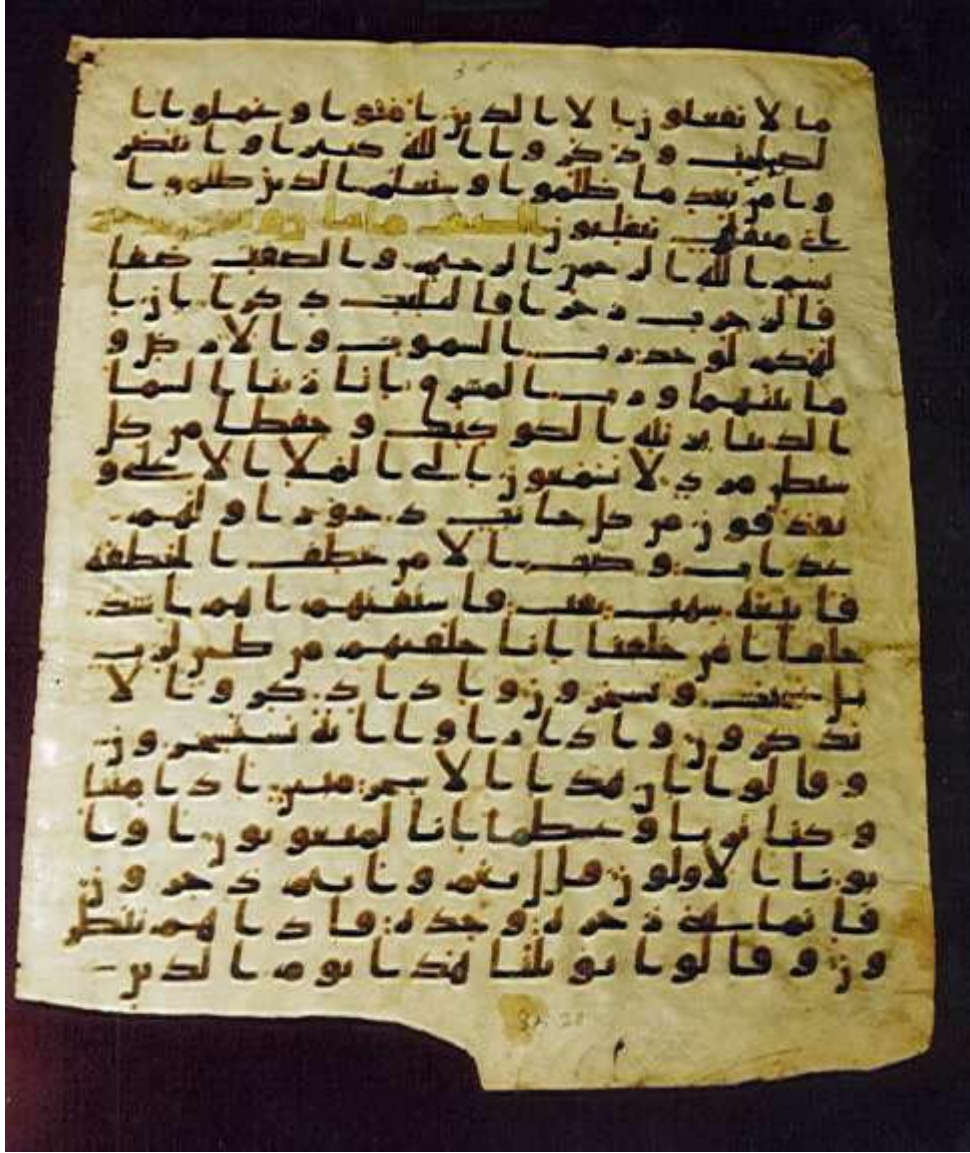 ما لا يفعلون الا الذين امنوا وعملوا ا
لصلحت وذكروا الله كثيرا وانتصر
وا من بعد ما ظلموا وسيعلم الذين ظلموا ا
ي منقلب ينقلبون
بسم الله الرحمن الرحيم والصفت صفا
فالزجرت زجرا فالتليت ذكرا ان ا
لهكم لوحد رب السموت والارض و
ما بينهما ورب المشرق انا زينا السما
الدنيا بزينة الكوكب وحفظا من كل
شيطن مرد لا يسمعون الى الملا الاعلى و
يقذفون من كل جانب دحورا ولهم
عذاب وصب الا من خطف الخطفة
فاتبعه شهب ثقب فاستفتهم اهم اشد
خلقا ام من خلقنا انا خلقنهم من طين لزب
بل عجبت ويسخرون واذا ذكروا لا
يذكرون واذا راوا اية يستسخرون
وقالوا ان هذا الا سحر مبين اذا متنا
وكنا ترابا وعظما انا لمبعوثون او ا
باونا الاولون قل نعم وانتم دخرون
فانما هي زجرة وحدة فاذا هم ينظر
ون وقالوا يويلنا هذا يوم الدين